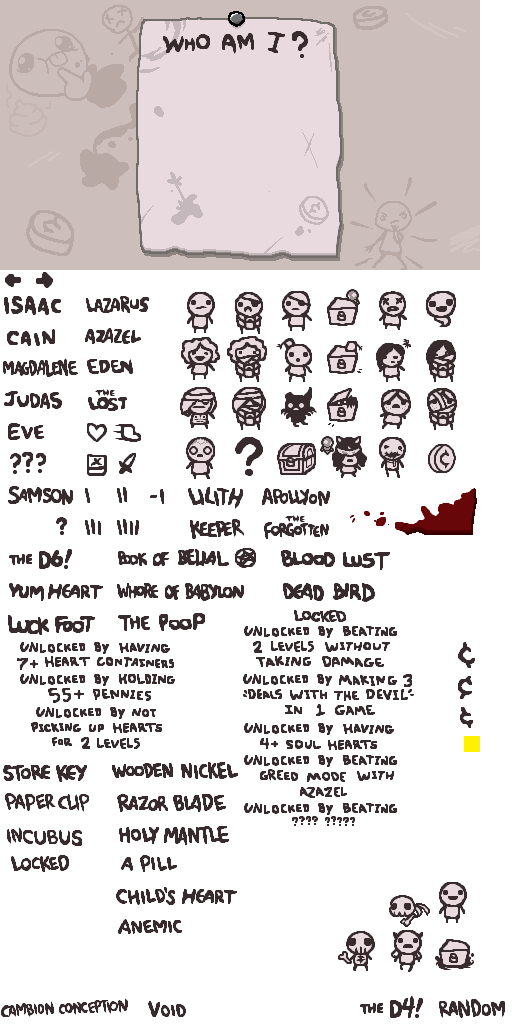 WHO AM I?
ISAAC LAZARUS
CAIN AZAZEL
MAGDALENE EDEN
JUDAS THE LOST
EVE
??? ?
SAMSON I II -I LILITH APOLLYON
? III IIII KEEPER THE FORGOTTEN
THE D6! BOOK OF BELIAL BLOOD LUST
YUM HEART WHORE OF BABYLON DEAD BIRD
LUCK FOOT THE POOP
LOCKED
UNLOCKED BY HAVING
7+ HEART CONTAINERS
UNLOCKED BY HOLDING
55+ PENNIES
UNLOCKED BY NOT
PICKING UP HEARTS
FOR 2 LEVELS
UNLOCKED BY BEATING
2 LEVELS WITHOUT
TAKING DAMAGE
UNLOCKED BY MAKING 3
"DEALS WITH THE DEVIL"
IN 1 GAME
UNLOCKED BY HAVING
4+ SOUL HEARTS
UNLOCKED BY BEATING
GREED MODE WITH
AZAZEL
UNLOCKED BY BEATING
???? ?????
¢
¢
¢
STORE KEY WOODEN NICKEL
PAPER CLIP RAZOR BLADE
INCUBUS HOLY MANTLE
LOCKED A PILL
CHILD'S HEART
ANEMIC
CAMBION CONCEPTION VOID THE D4! RANDOM